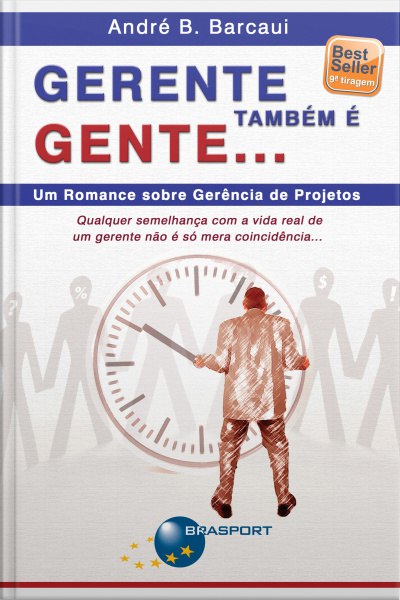 André B. Barcaui
Best
Seller
9ª tiragem
GERENTE
TAMBÉM É
GENTE...
Um Romance sobre Gerência de Projetos
Qualquer semelhança com a vida real de
um gerente não é só mera coincidência...
?
%
$
!
BRASPORT